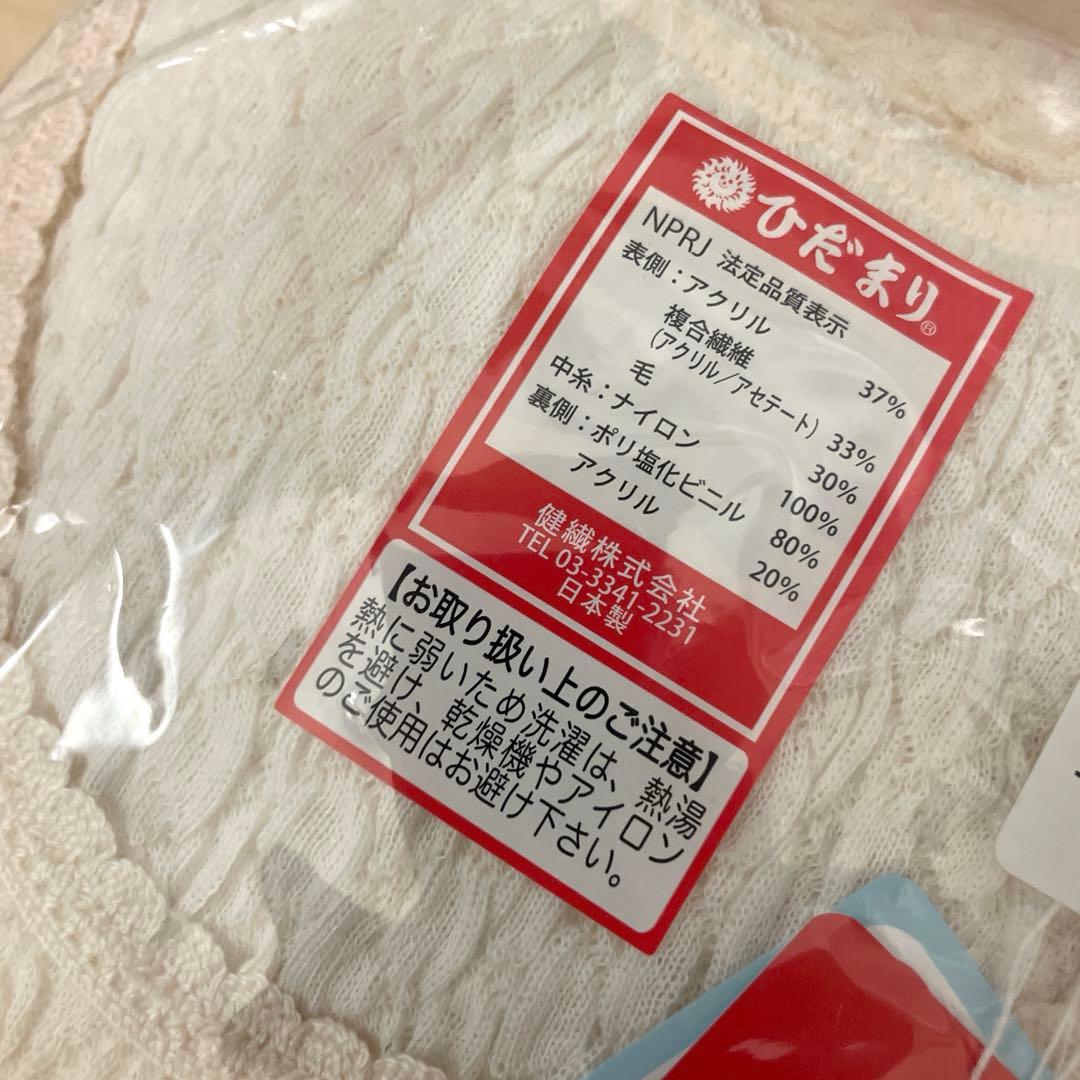 ひだまり®
NPRJ 法定品質表示
表側：アクリル 37%
複合繊維
(アクリル／アセテート) 33%
毛 30%
中糸：ナイロン 100%
裏側：ポリ塩化ビニル 80%
アクリル 20%
健繊株式会社
TEL 03-3341-2231
日本製
【お取り扱い上のご注意】
熱に弱いため洗濯は、熱湯
を避け、乾燥機やアイロン
のご使用はお避け下さい。